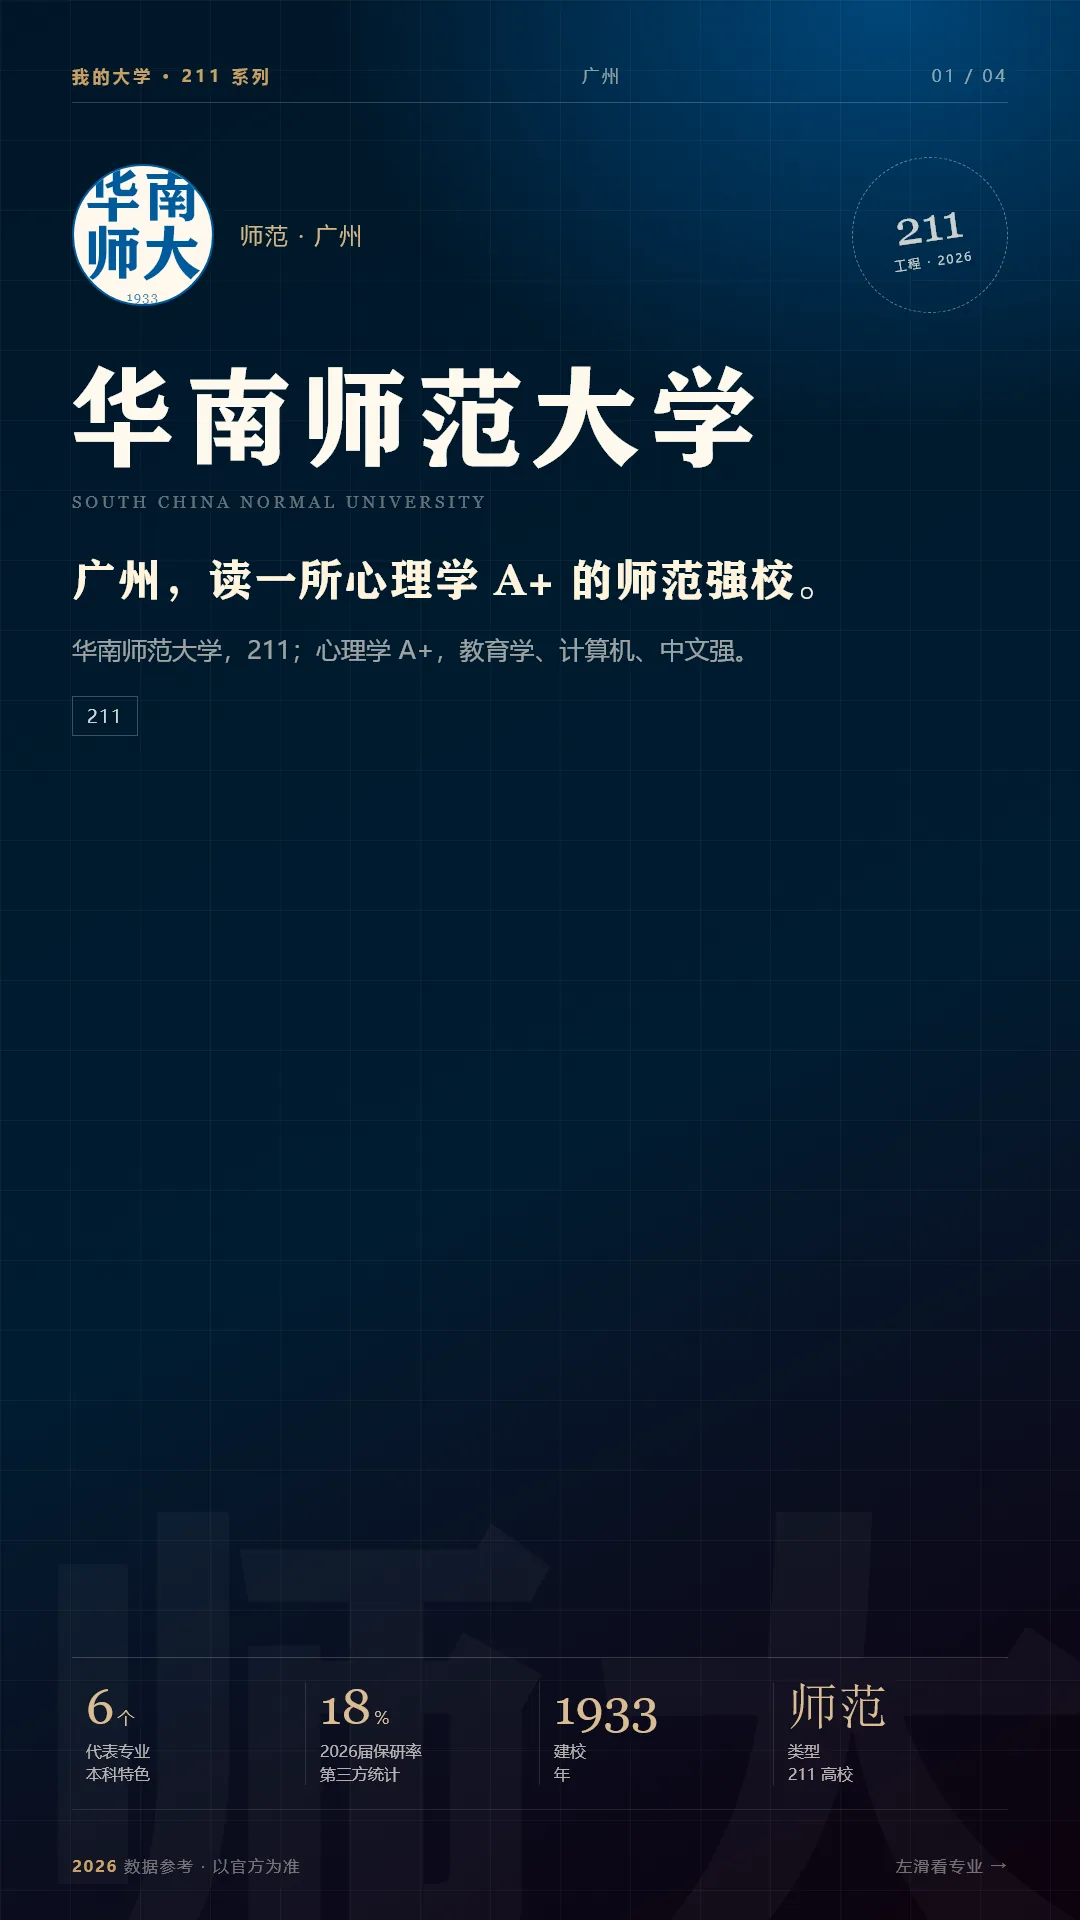 我的大学 · 211 系列
广州
01 / 04
华南
师大
1933
师范 · 广州
211
工程 · 2026
华南师范大学
SOUTH CHINA NORMAL UNIVERSITY
广州，读一所心理学 A+ 的师范强校。
华南师范大学，211；心理学 A+，教育学、计算机、中文强。
211
师大
6个
代表专业
本科特色
18%
2026届保研率
第三方统计
1933
建校
年
师范
类型
211 高校
2026 数据参考 · 以官方为准
左滑看专业 →